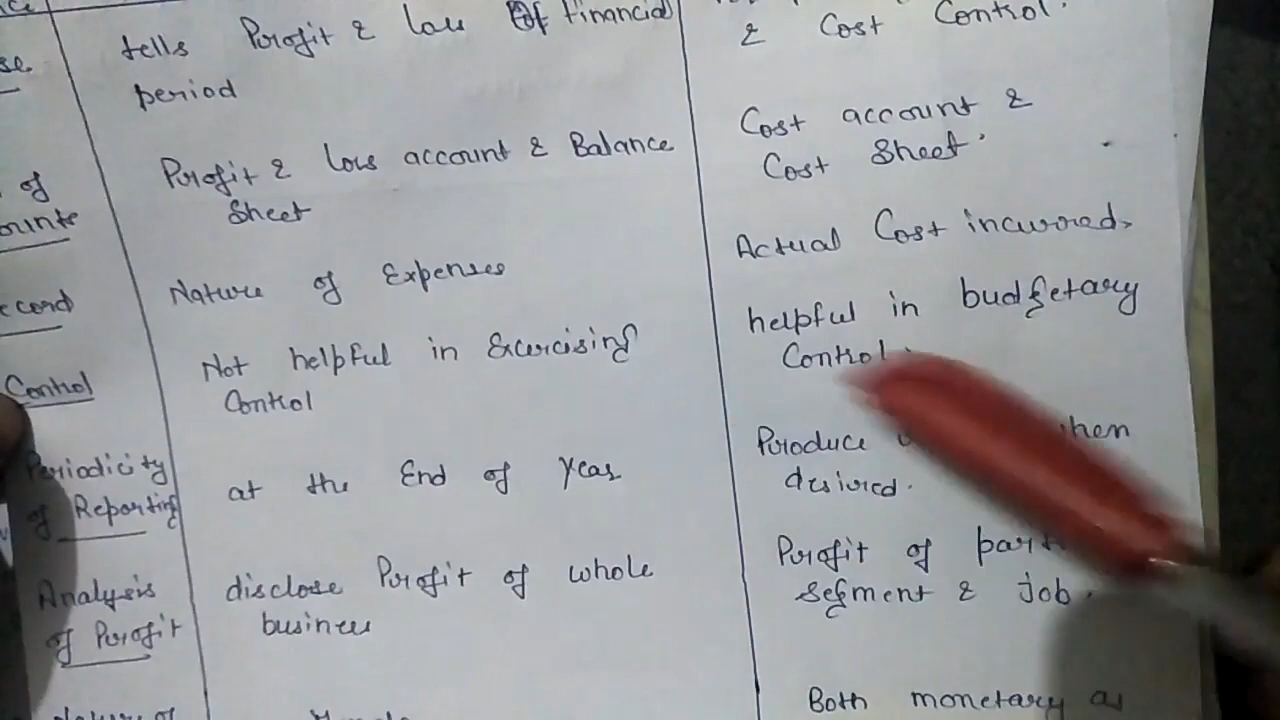 tells Profit & loss Of financial
period
& Cost Control.
Profit & loss account & Balance
Sheet
Cost account &
Cost Sheet.
of
Nature of Expenses
Actual Cost incurred.
Control
Not helpful in Exercising
Control
helpful in budgetary
Control.
Periodicity
of Reporting
at the End of year
Produce
desired.
Analysis
of Profit
disclose Profit of whole
business
Profit of
segment & job.
Both monetary as